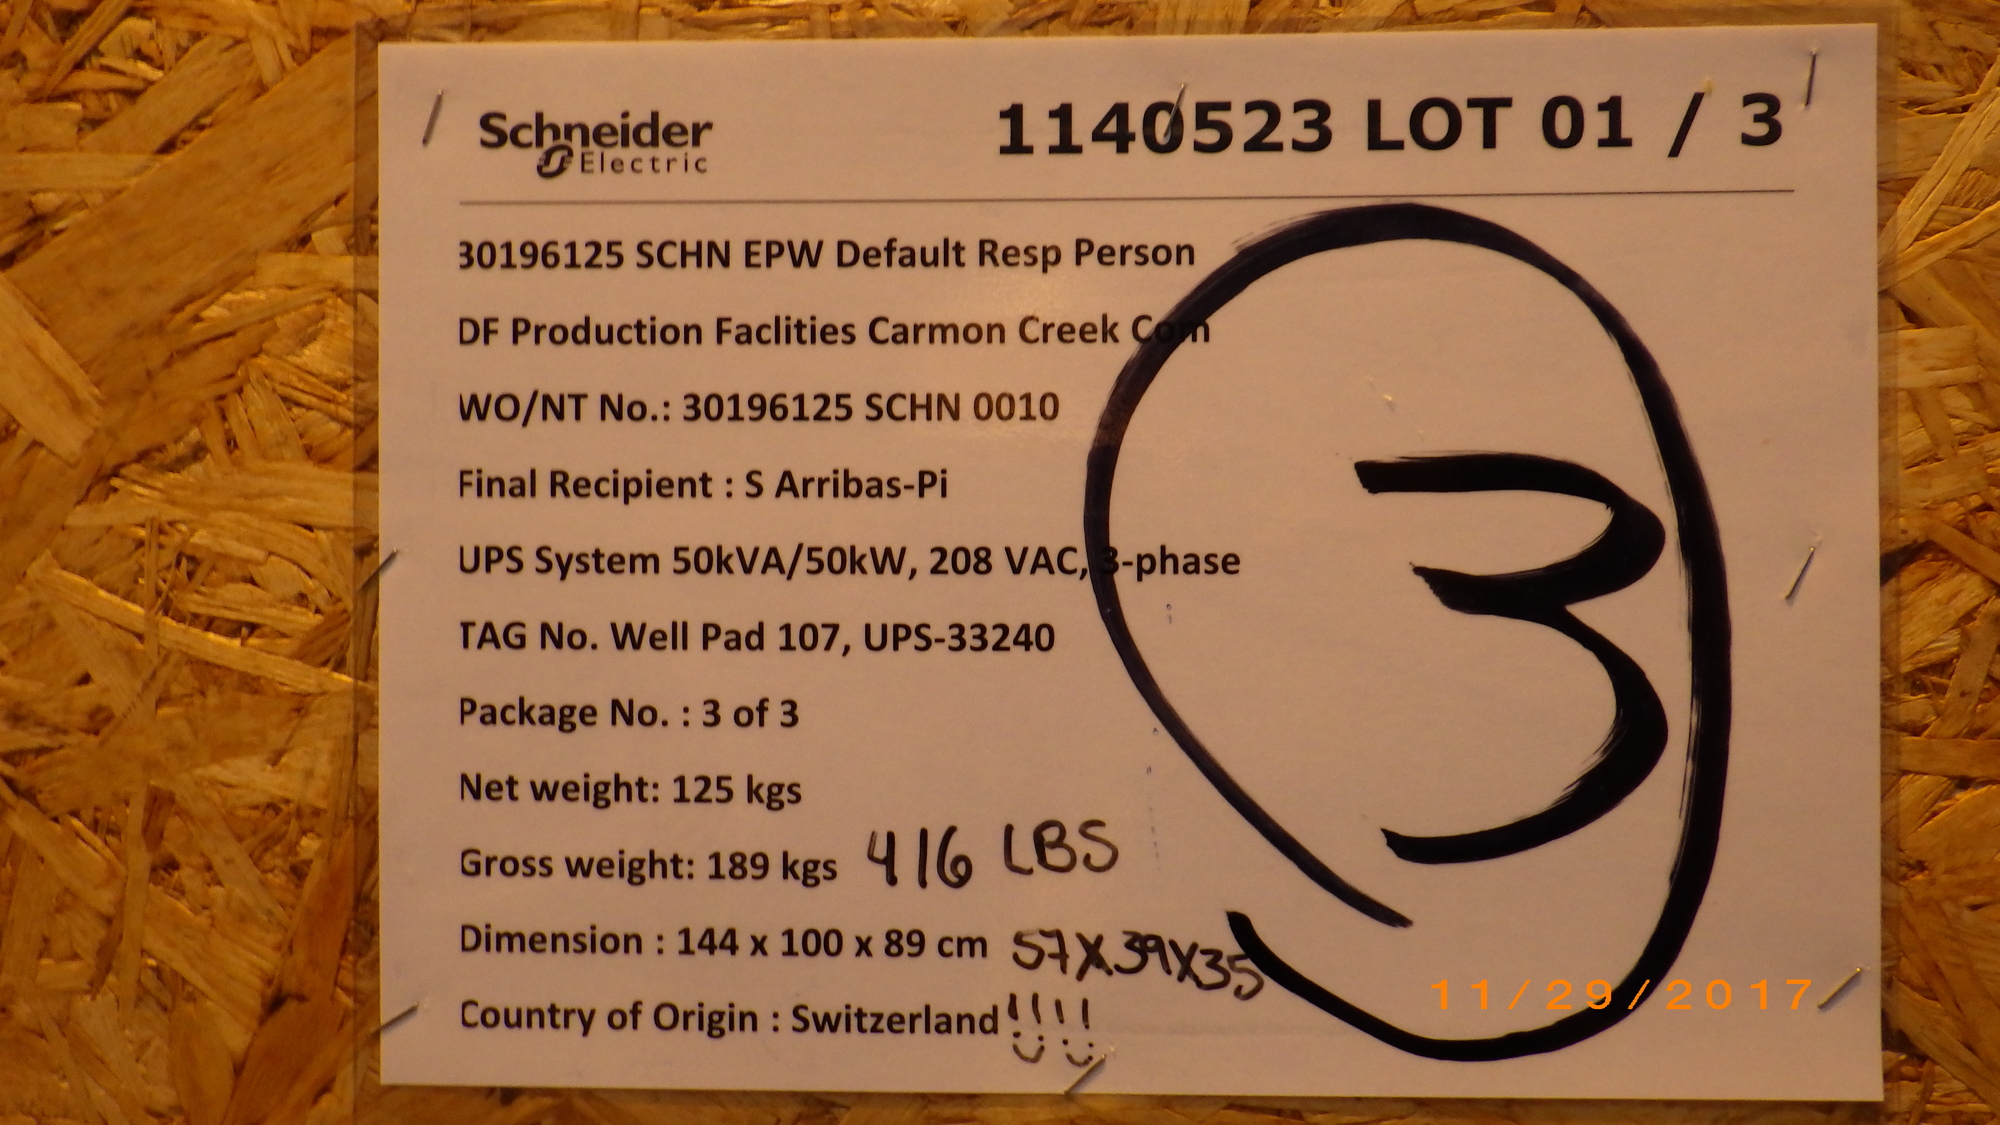 Schneider
Electric
1140523 LOT 01 / 3
30196125 SCHN EPW Default Resp Person
DF Production Faclities Carmon Creek Com
WO/NT No.: 30196125 SCHN 0010
Final Recipient : S Arribas-Pi
UPS System 50kVA/50kW, 208 VAC, 3-phase
TAG No. Well Pad 107, UPS-33240
Package No. : 3 of 3
Net weight: 125 kgs
Gross weight: 189 kgs 416 LBS
Dimension : 144 x 100 x 89 cm 57X39X35
Country of Origin : Switzerland !!!!
3
11/29/2017